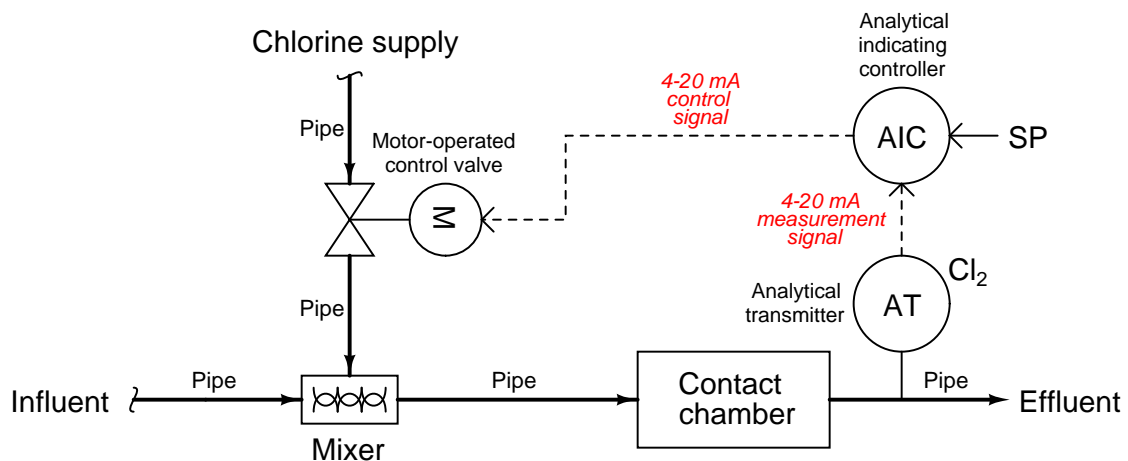 Chlorine supply
Analytical
indicating
controller
4-20 mA
control
signal
Pipe
Motor-operated
control valve
AIC
SP
M
4-20 mA
measurement
signal
Cl2
Pipe
Analytical
transmitter
AT
Influent
Pipe
Pipe
Contact
chamber
Pipe
Effluent
Mixer